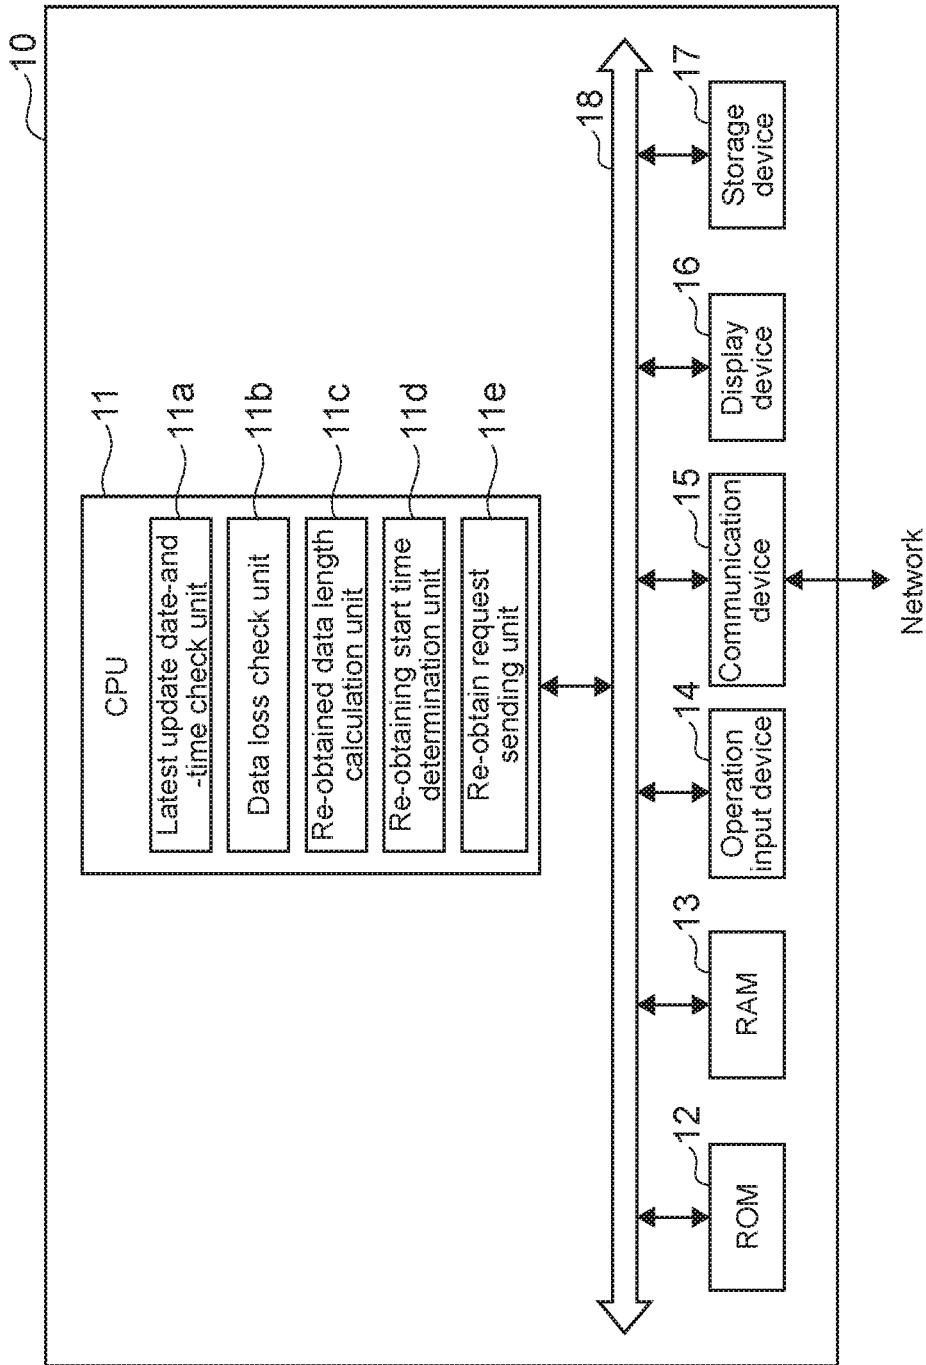 10
11
CPU
Latest update date-and
-time check unit
11a
Data loss check unit
11b
Re-obtained data length
calculation unit
11c
Re-obtaining start time
determination unit
11d
Re-obtain request
sending unit
11e
18
12
ROM
13
RAM
14
Operation
input device
15
Communication
device
16
Display
device
17
Storage
device
Network